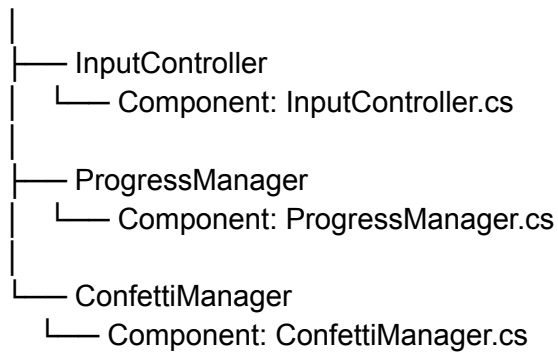 │
├── InputController
│ └── Component: InputController.cs
│
├── ProgressManager
│ └── Component: ProgressManager.cs
│
└── ConfettiManager
└── Component: ConfettiManager.cs